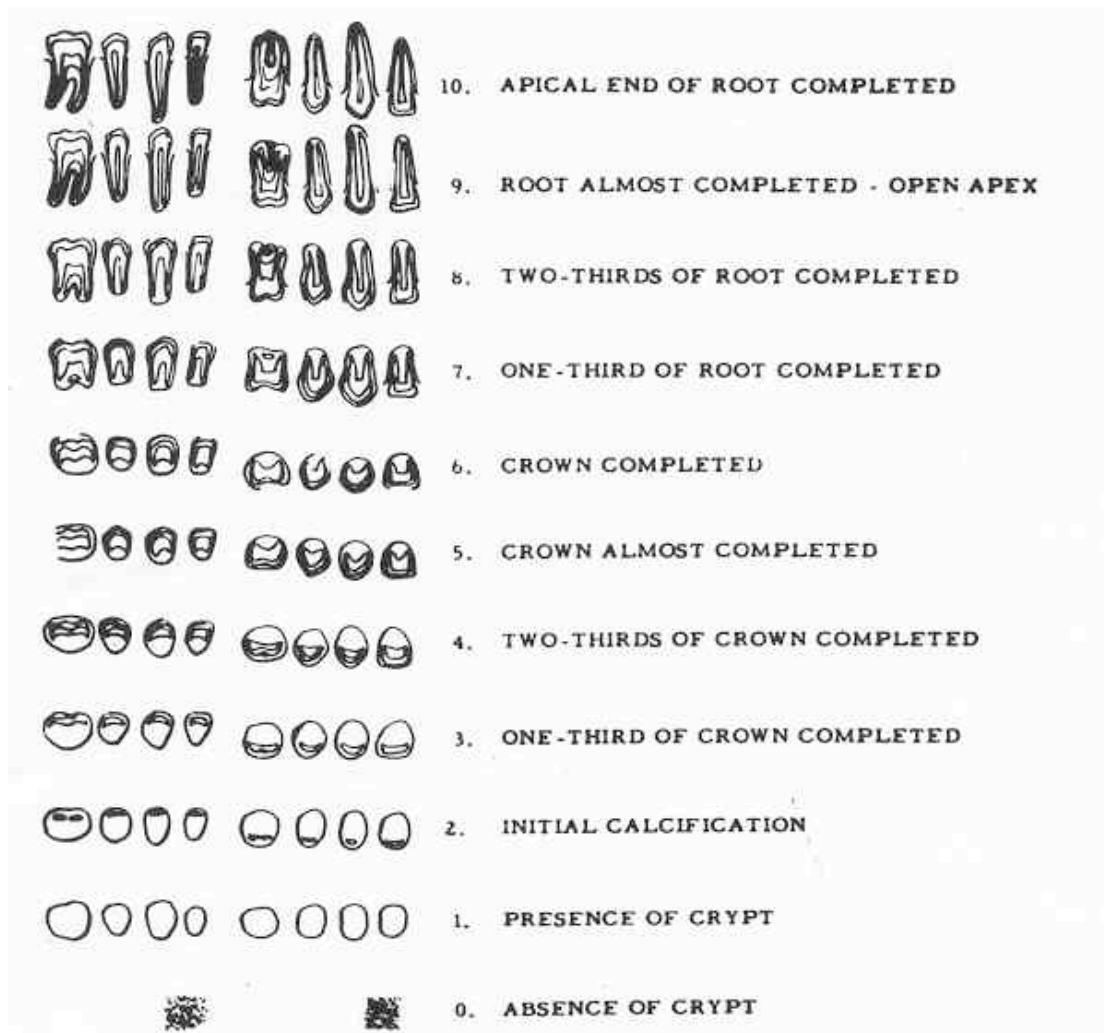 10. APICAL END OF ROOT COMPLETED
9. ROOT ALMOST COMPLETED - OPEN APEX
8. TWO-THIRDS OF ROOT COMPLETED
7. ONE-THIRD OF ROOT COMPLETED
6. CROWN COMPLETED
5. CROWN ALMOST COMPLETED
4. TWO-THIRDS OF CROWN COMPLETED
3. ONE-THIRD OF CROWN COMPLETED
2. INITIAL CALCIFICATION
1. PRESENCE OF CRYPT
0. ABSENCE OF CRYPT